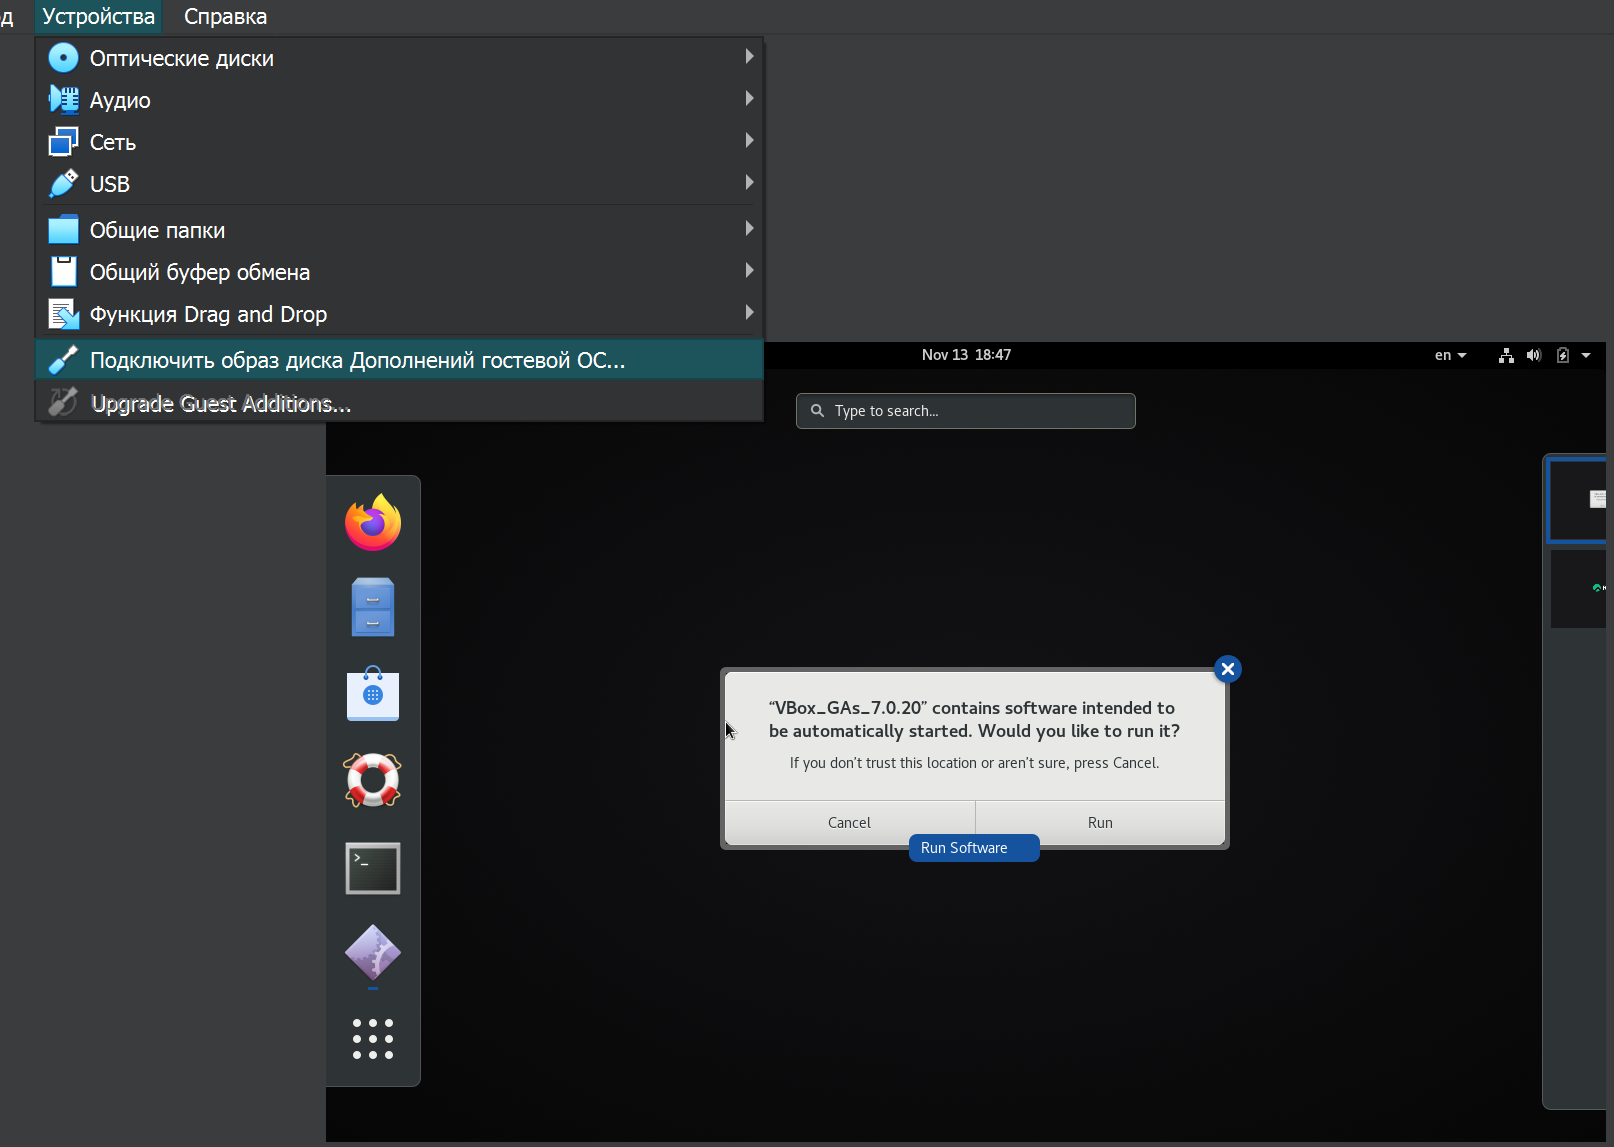 Устройства Справка
Оптические диски
Аудио
Сеть
USB
Общие папки
Общий буфер обмена
Функция Drag and Drop
Подключить образ диска Дополнений гостевой ОС...
Upgrade Guest Additions...
Nov 13 18:47
en
Type to search...
“VBox_GAs_7.0.20” contains software intended to
be automatically started. Would you like to run it?
If you don’t trust this location or aren’t sure, press Cancel.
Cancel
Run
Run Software